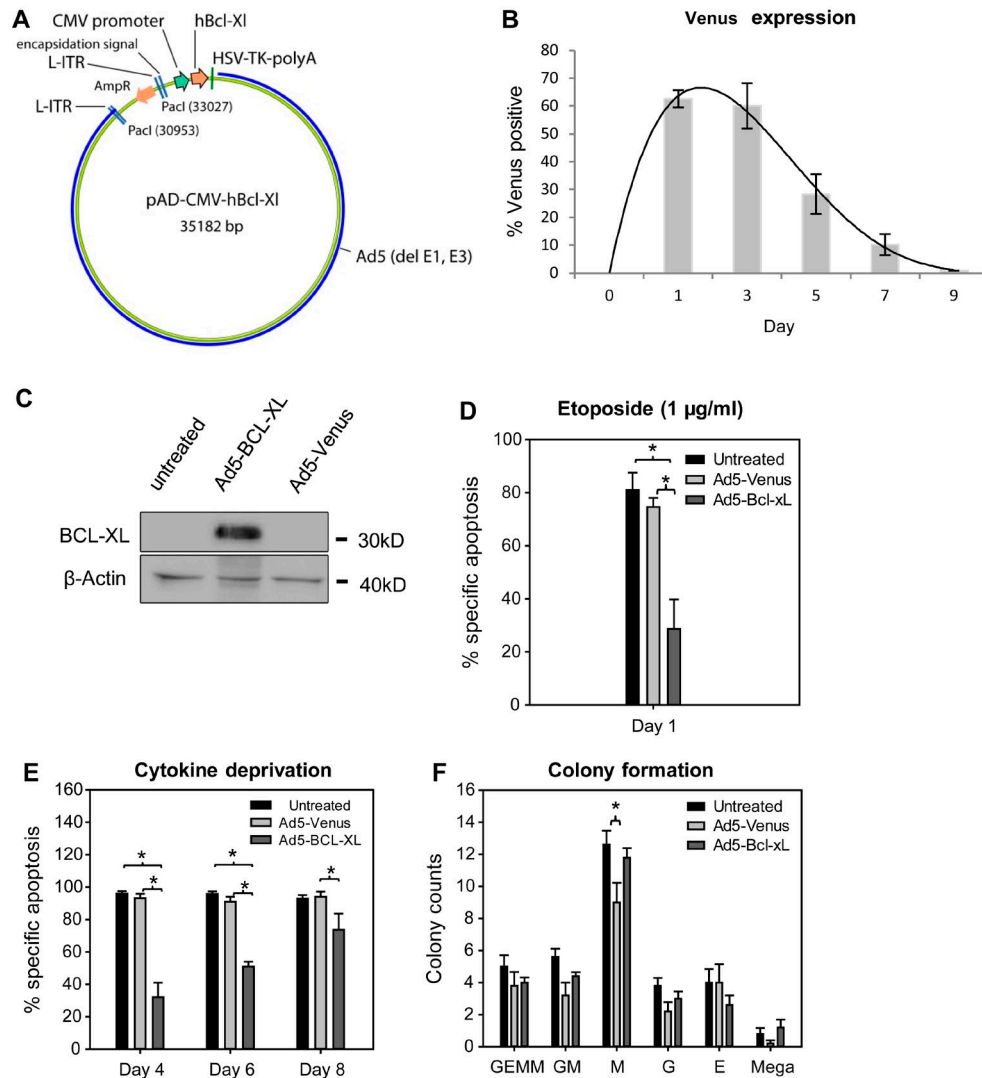 A
CMV promoter
hBcl-Xl
encapsidation signal
HSV-TK-polyA
L-ITR
AmpR
L-ITR
PacI (33027)
PacI (30953)
pAD-CMV-hBcl-Xl
35182 bp
Ad5 (del E1, E3)
B
Venus expression
% Venus positive
80
70
60
50
40
30
20
10
0
0 1 3 5 7 9
Day
C
untreated
Ad5-BCL-XL
Ad5-Venus
BCL-XL
30kD
β-Actin
40kD
D
Etoposide (1 µg/ml)
% specific apoptosis
100
80
60
40
20
0
Untreated
Ad5-Venus
Ad5-Bcl-xL
*
*
Day 1
E
Cytokine deprivation
% specific apoptosis
160
140
120
100
80
60
40
20
0
Untreated
Ad5-Venus
Ad5-BCL-XL
* * *
* *
Day 4 Day 6 Day 8
F
Colony formation
Colony counts
16
14
12
10
8
6
4
2
0
Untreated
Ad5-Venus
Ad5-Bcl-xL
*
GEMM GM M G E Mega